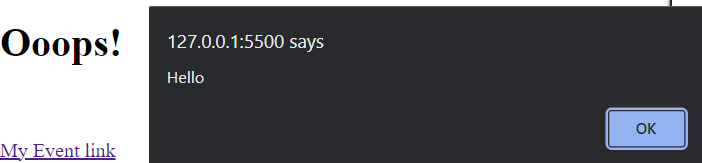 Ooops!
127.0.0.1:5500 says
Hello
OK
My Event link